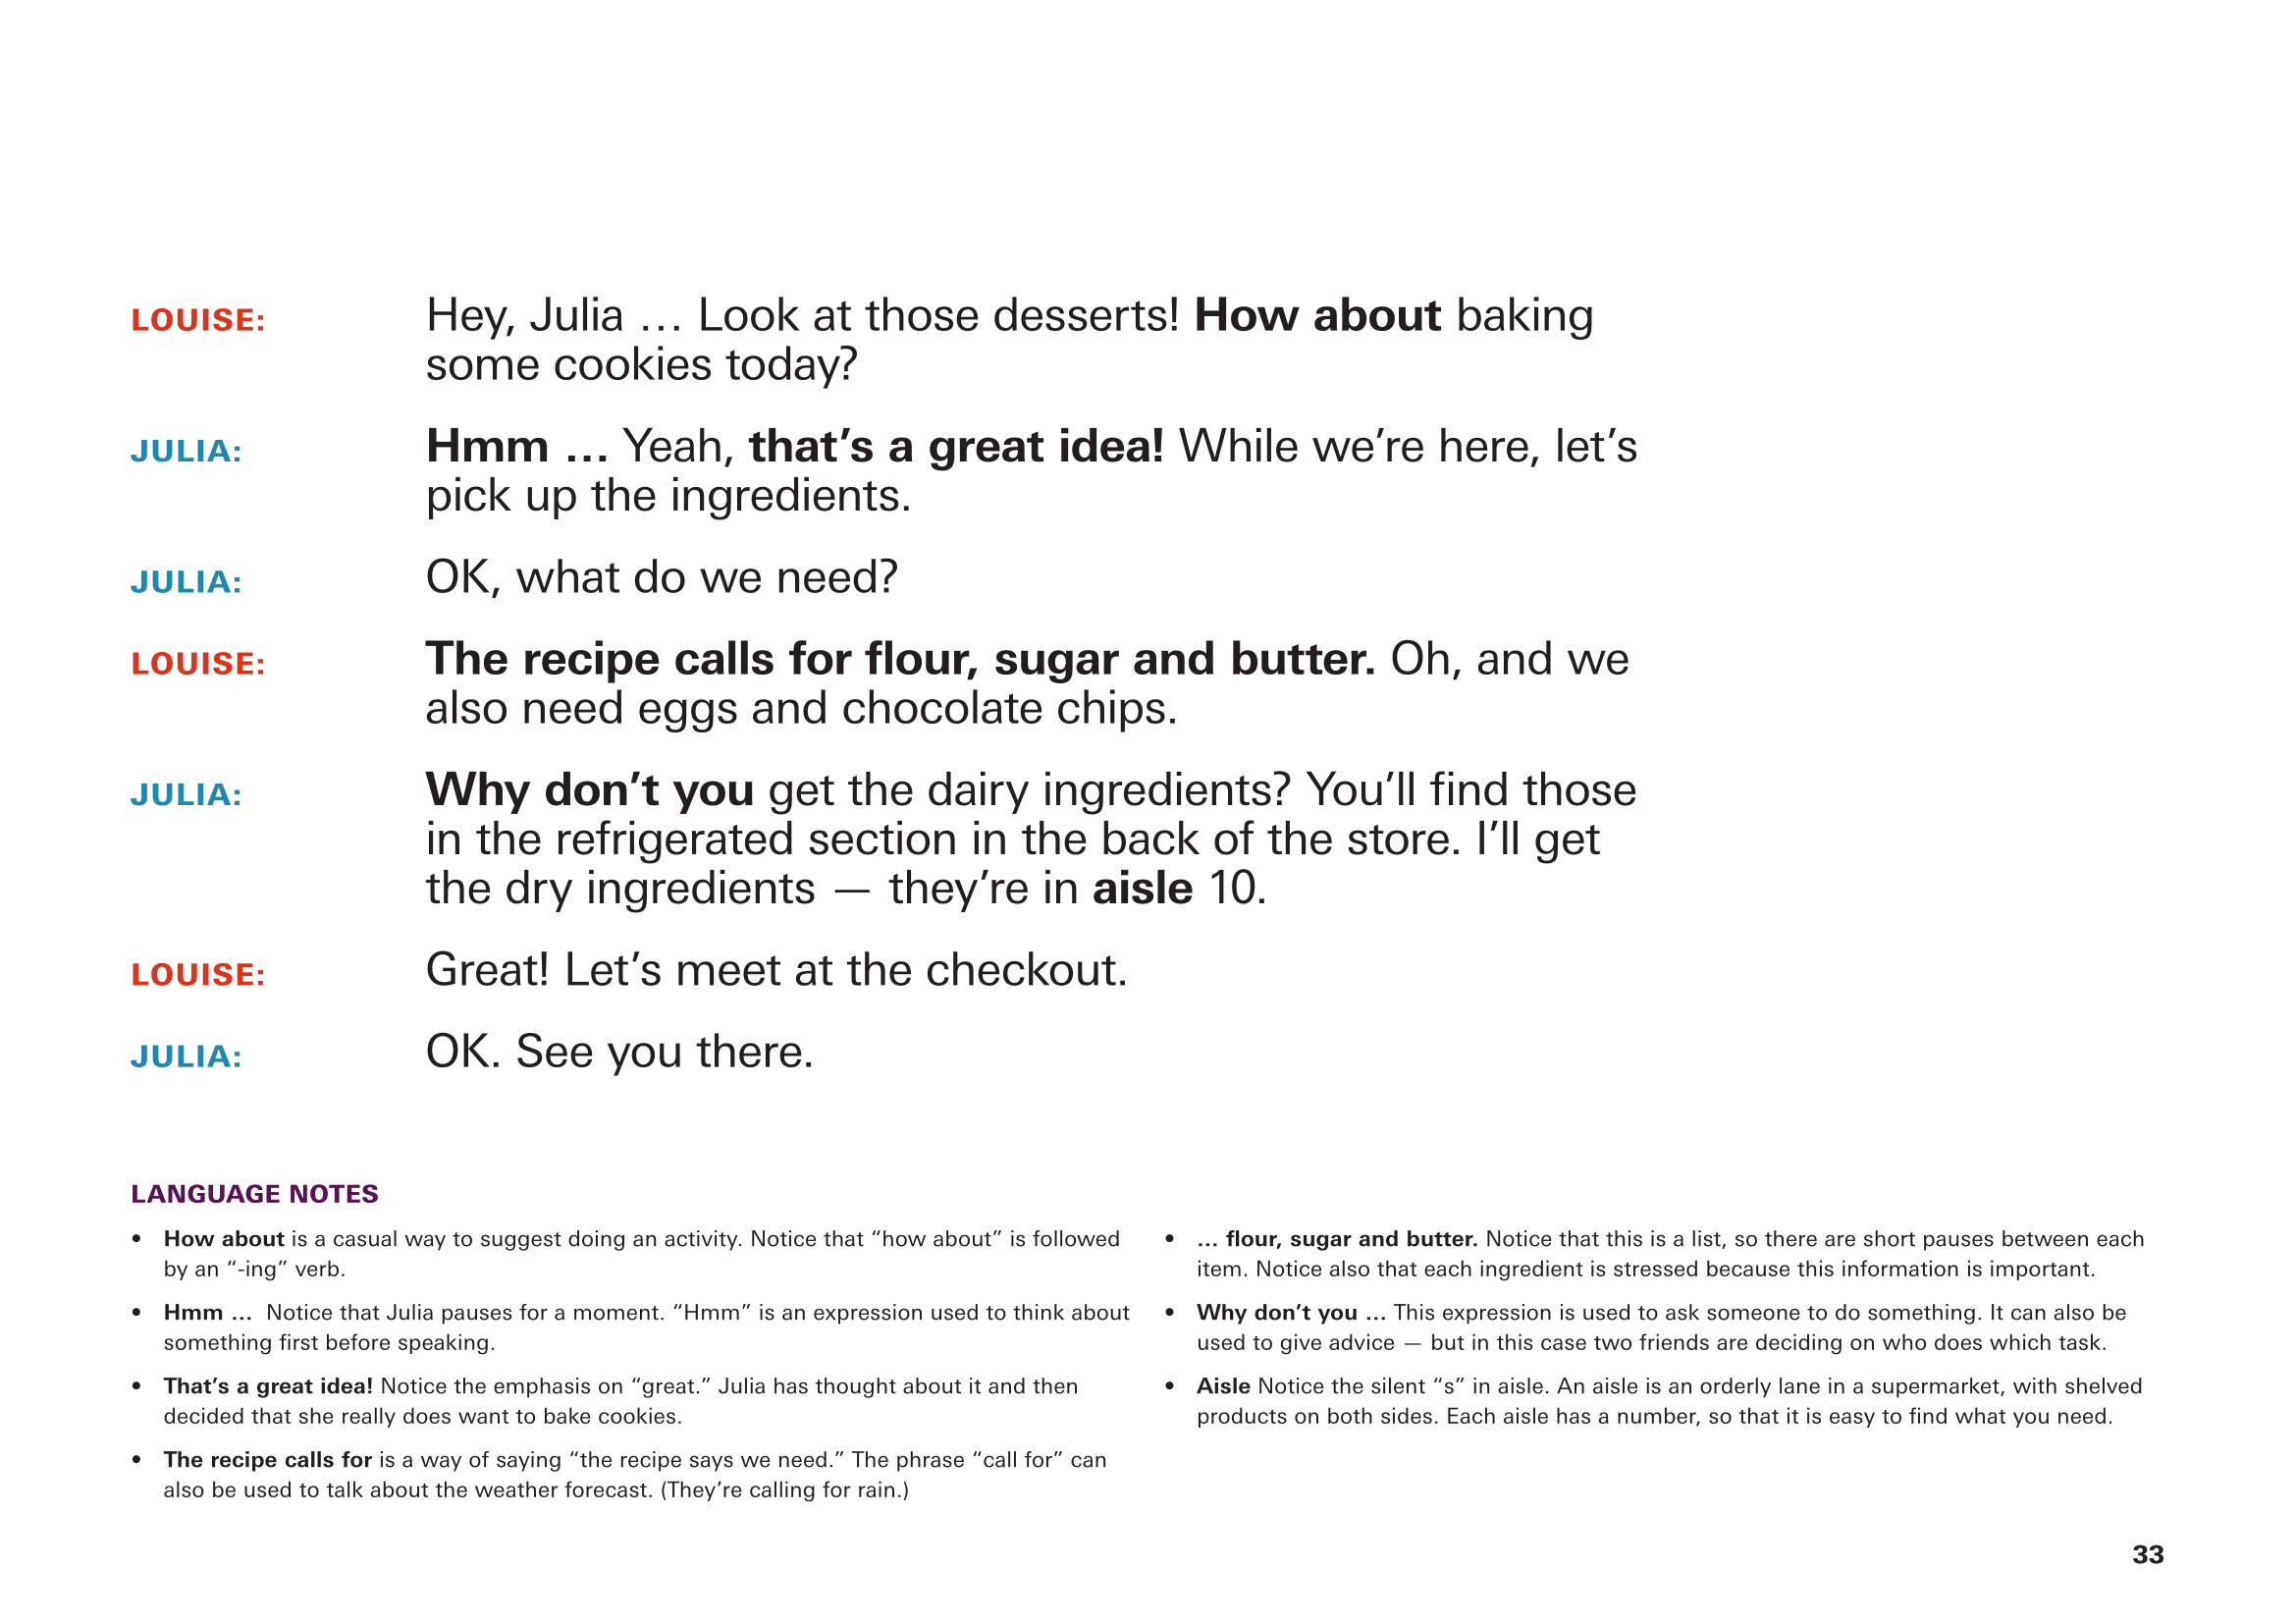 LOUISE: Hey, Julia … Look at those desserts! How about baking
some cookies today?
JULIA: Hmm … Yeah, that’s a great idea! While we’re here, let’s
pick up the ingredients.
JULIA: OK, what do we need?
LOUISE: The recipe calls for flour, sugar and butter. Oh, and we
also need eggs and chocolate chips.
JULIA: Why don’t you get the dairy ingredients? You’ll find those
in the refrigerated section in the back of the store. I’ll get
the dry ingredients — they’re in aisle 10.
LOUISE: Great! Let’s meet at the checkout.
JULIA: OK. See you there.
LANGUAGE NOTES
• How about is a casual way to suggest doing an activity. Notice that “how about” is followed
by an “-ing” verb.
• Hmm … Notice that Julia pauses for a moment. “Hmm” is an expression used to think about
something first before speaking.
• That’s a great idea! Notice the emphasis on “great.” Julia has thought about it and then
decided that she really does want to bake cookies.
• The recipe calls for is a way of saying “the recipe says we need.” The phrase “call for” can
also be used to talk about the weather forecast. (They’re calling for rain.)
• … flour, sugar and butter. Notice that this is a list, so there are short pauses between each
item. Notice also that each ingredient is stressed because this information is important.
• Why don’t you … This expression is used to ask someone to do something. It can also be
used to give advice — but in this case two friends are deciding on who does which task.
• Aisle Notice the silent “s” in aisle. An aisle is an orderly lane in a supermarket, with shelved
products on both sides. Each aisle has a number, so that it is easy to find what you need.
33